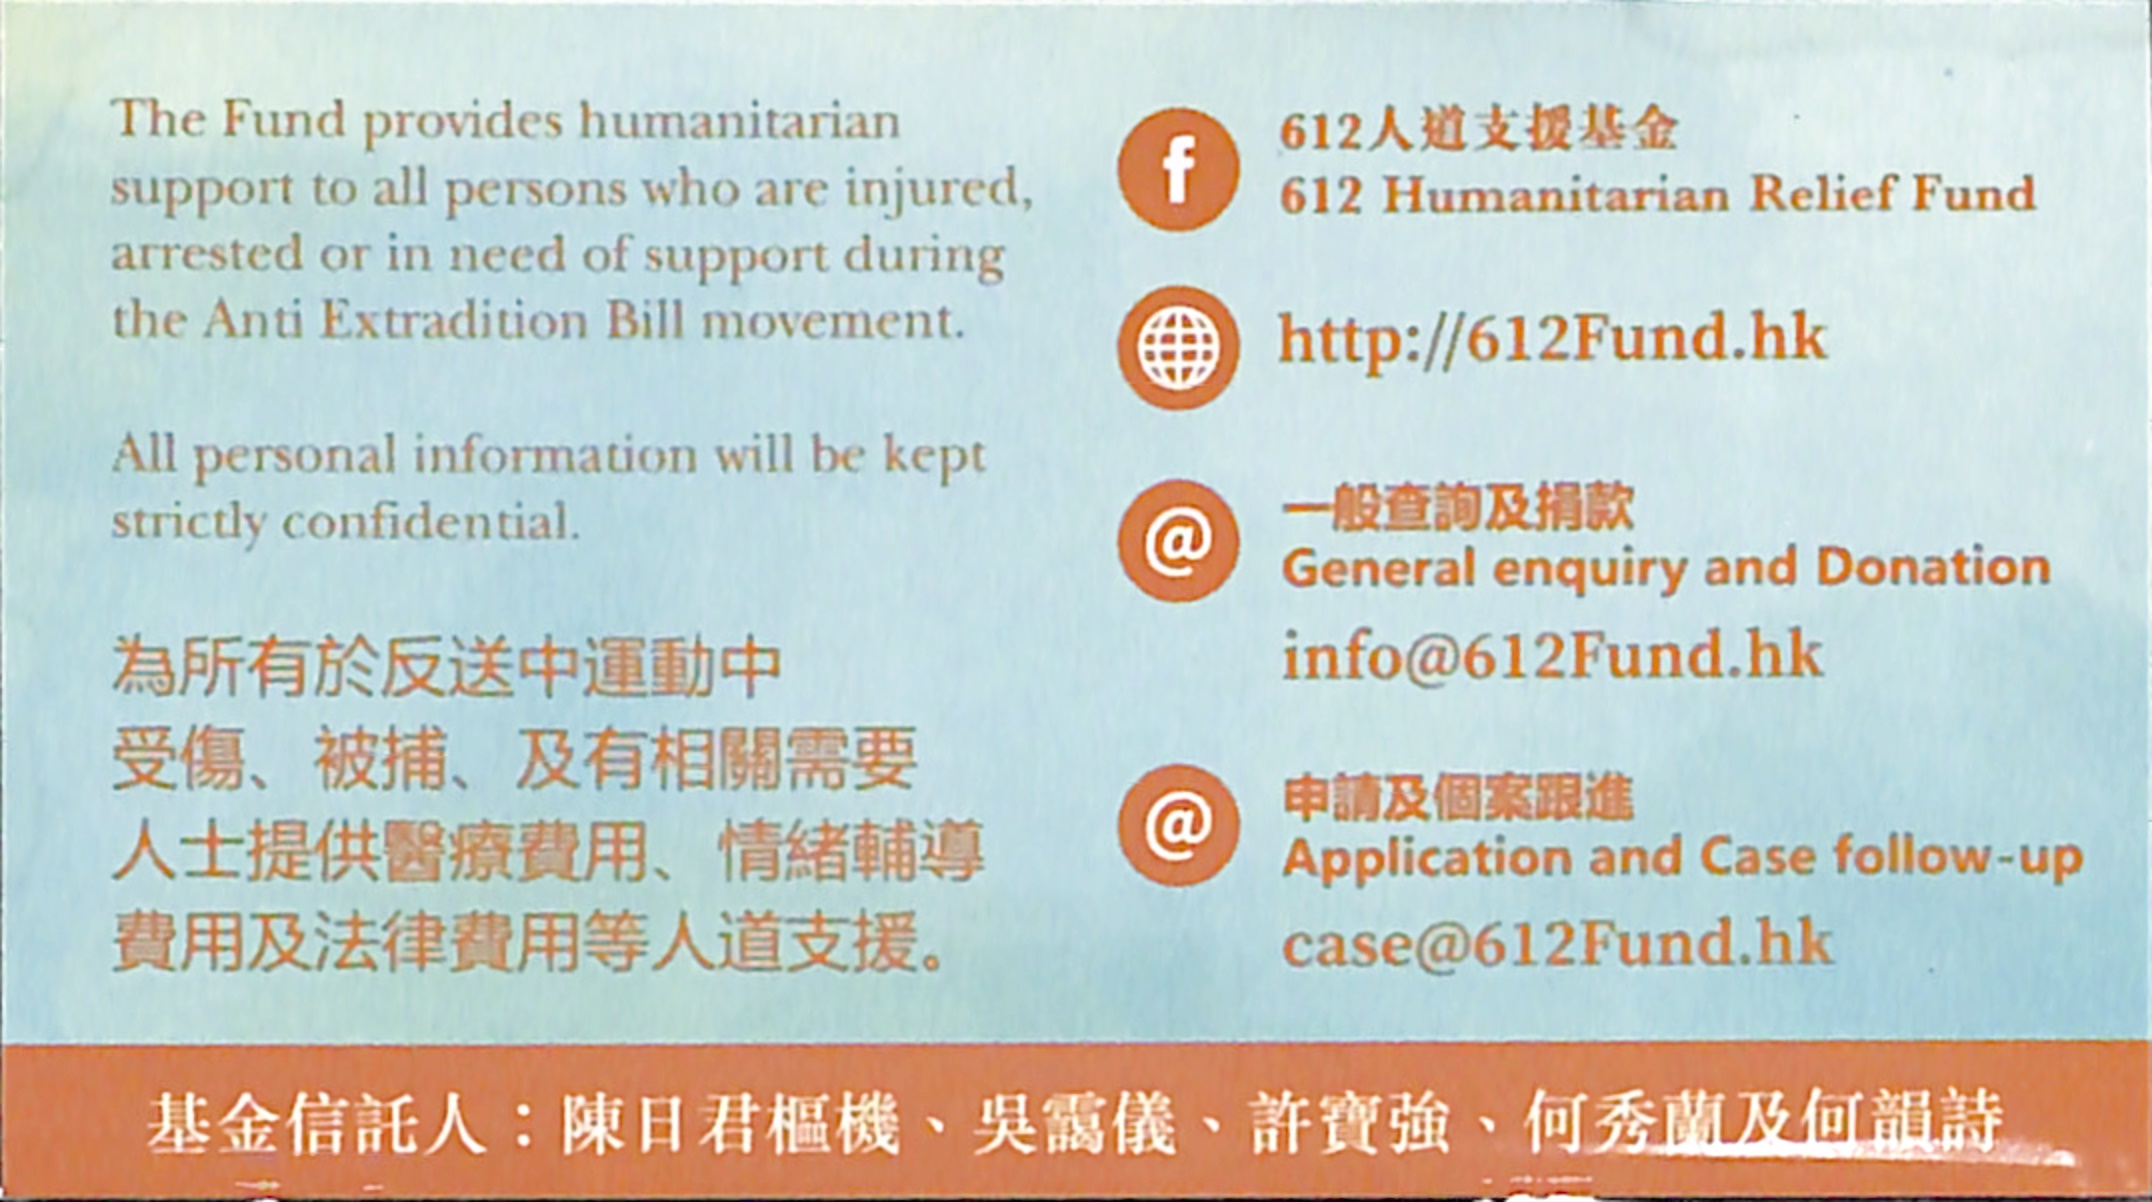 The Fund provides humanitarian
support to all persons who are injured,
arrested or in need of support during
the Anti Extradition Bill movement.
All personal information will be kept
strictly confidential.
為所有於反送中運動中
受傷、被捕、及有相關需要
人士提供醫療費用、情緒輔導
費用及法律費用等人道支援。
f
612人道支援基金
612 Humanitarian Relief Fund
http://612Fund.hk
@
一般查詢及捐款
General enquiry and Donation
info@612Fund.hk
@
申請及個案跟進
Application and Case follow-up
case@612Fund.hk
基金信託人：陳日君樞機、吳靄儀、許寶強、何秀蘭及何韻詩